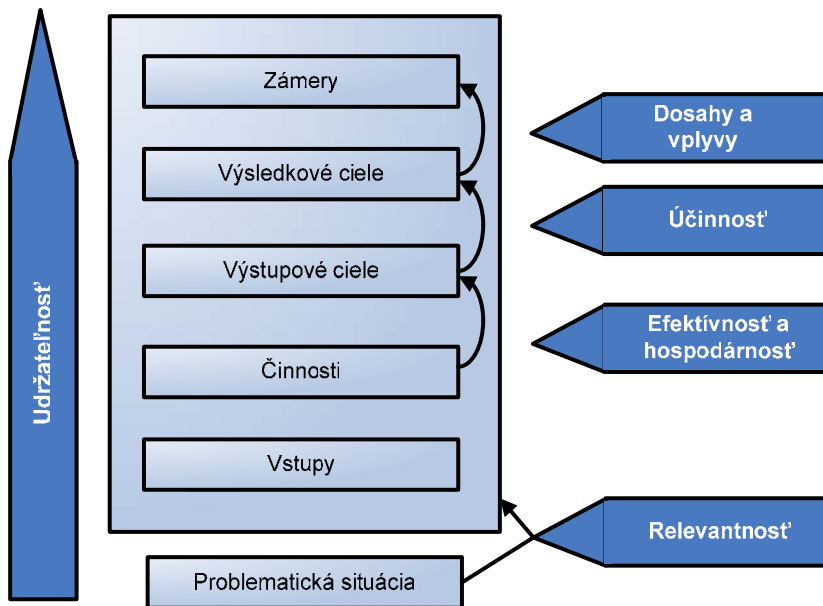 Zámery
Výsledkové ciele
Výstupové ciele
Činnosti
Vstupy
Problematická situácia
Udržateľnosť
Dosahy a
vplyvy
Účinnosť
Efektívnosť a
hospodárnosť
Relevantnosť